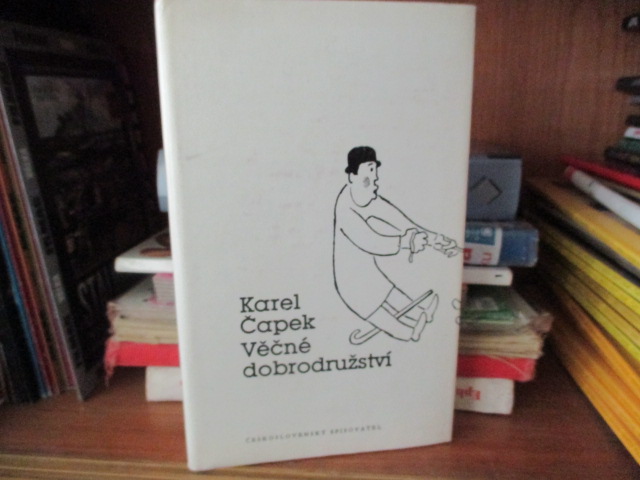 Karel
Čapek
Věčné
dobrodružství
ČESKOSLOVENSKÝ SPISOVATEL